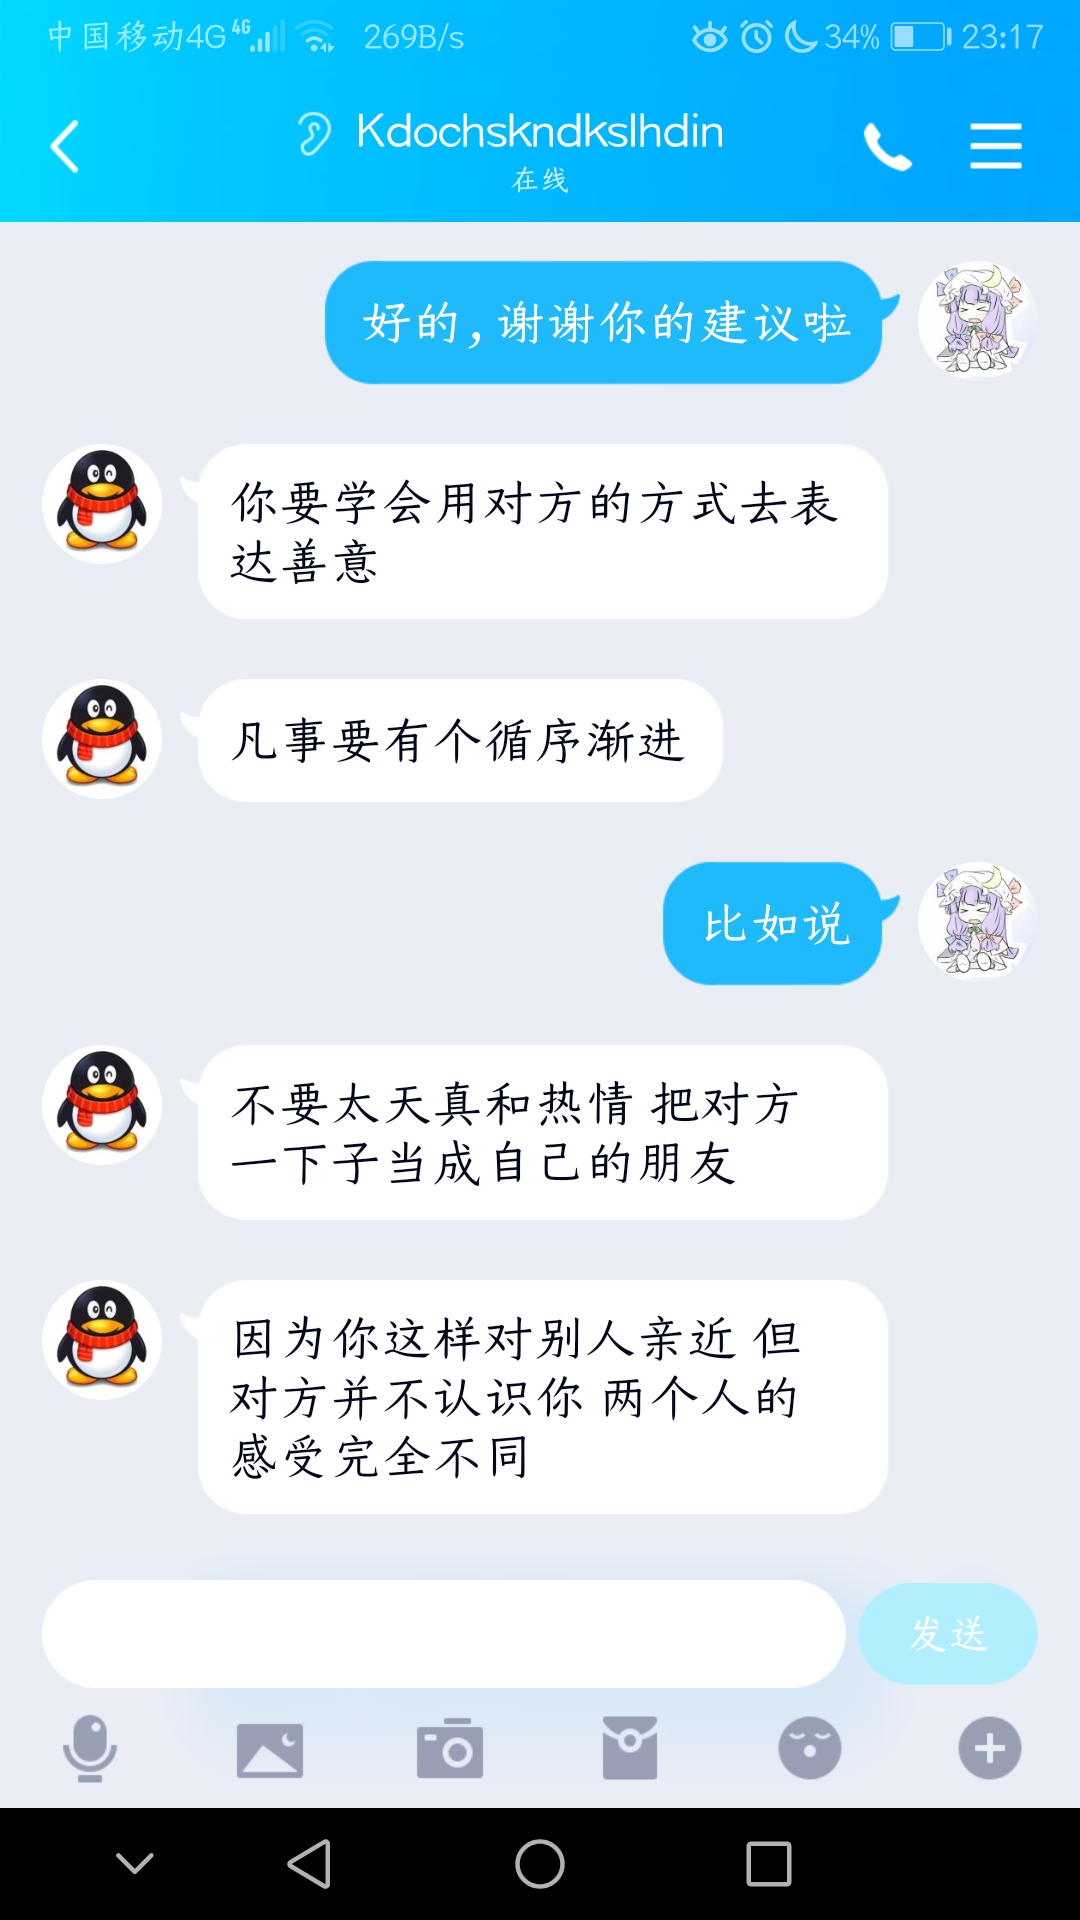 中国移动4G 4G 269B/s 34% 23:17
Kdochskndkslhdin
在线
好的,谢谢你的建议啦
你要学会用对方的方式去表
达善意
凡事要有个循序渐进
比如说
不要太天真和热情 把对方
一下子当成自己的朋友
因为你这样对别人亲近 但
对方并不认识你 两个人的
感受完全不同
发送